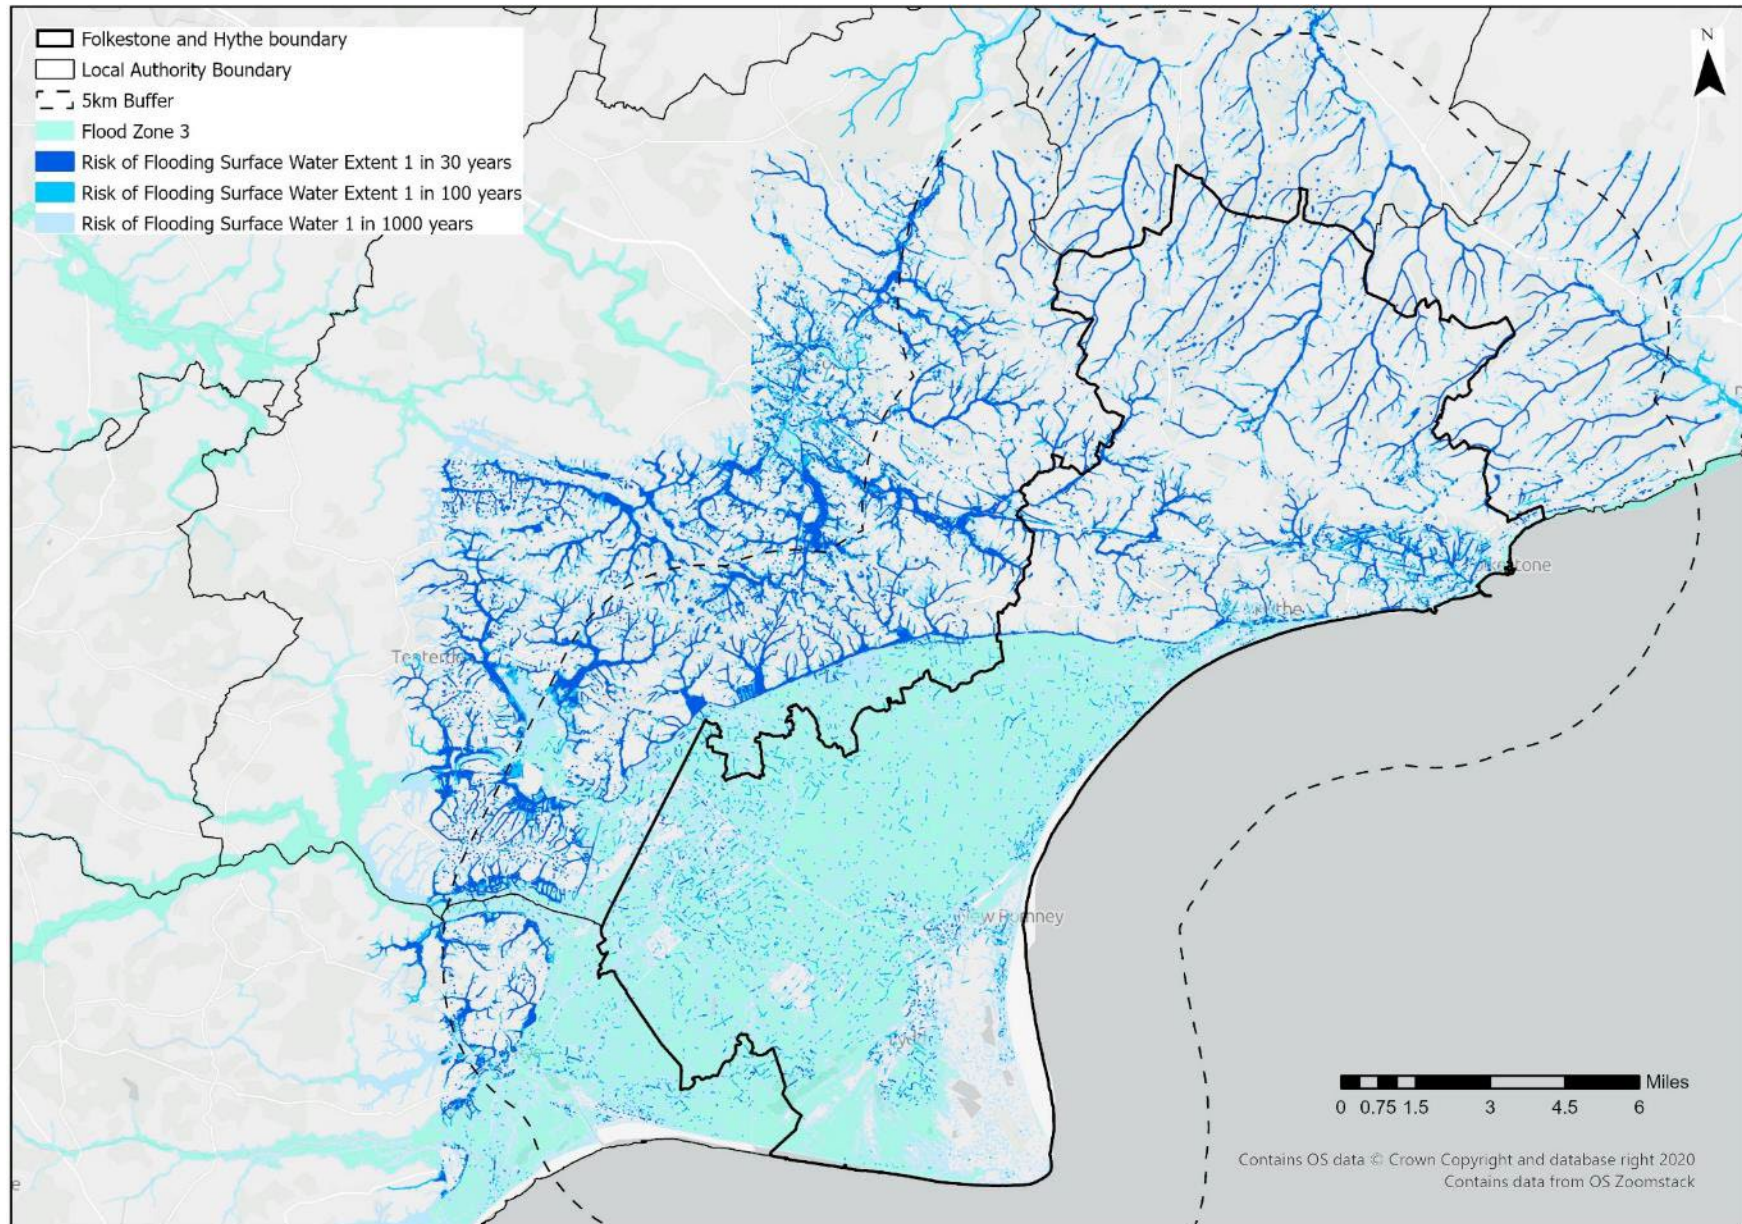 Folkestone and Hythe boundary
Local Authority Boundary
5km Buffer
Flood Zone 3
Risk of Flooding Surface Water Extent 1 in 30 years
Risk of Flooding Surface Water Extent 1 in 100 years
Risk of Flooding Surface Water 1 in 1000 years
N
New Romney
Miles
0 0.75 1.5 3 4.5 6
Contains OS data © Crown Copyright and database right 2020
Contains data from OS Zoomstack